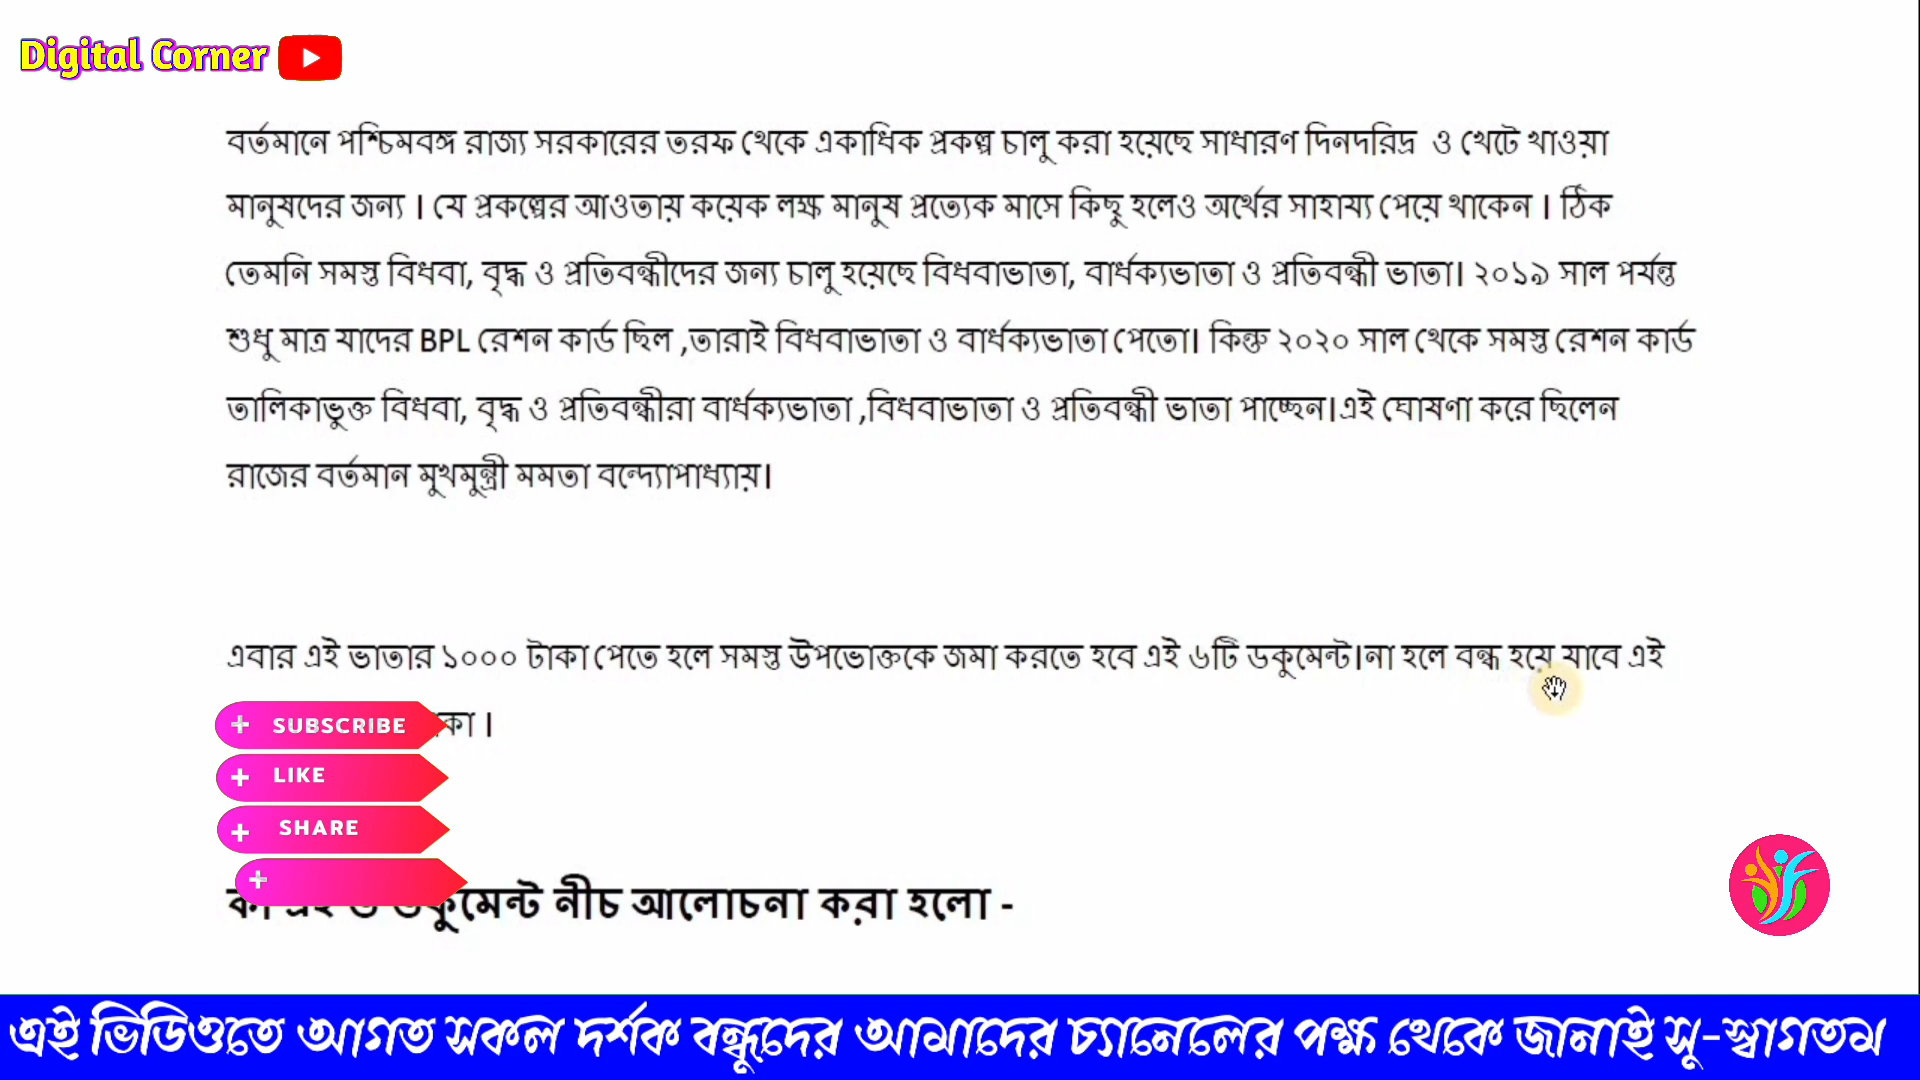 Digital Corner
বর্তমানে পশ্চিমবঙ্গ রাজ্য সরকারের তরফ থেকে একাধিক প্রকল্প চালু করা হয়েছে সাধারণ দিনদরিদ্র ও খেটে খাওয়া
মানুষদের জন্য । যে প্রকল্পের আওতায় কয়েক লক্ষ মানুষ প্রত্যেক মাসে কিছু হলেও অর্থের সাহায্য পেয়ে থাকেন । ঠিক
তেমনি সমস্ত বিধবা, বৃদ্ধ ও প্রতিবন্ধীদের জন্য চালু হয়েছে বিধবাভাতা, বার্ধক্যভাতা ও প্রতিবন্ধী ভাতা। ২০১৯ সাল পর্যন্ত
শুধু মাত্র যাদের BPL রেশন কার্ড ছিল ,তারাই বিধবাভাতা ও বার্ধক্যভাতা পেতো। কিন্তু ২০২০ সাল থেকে সমস্ত রেশন কার্ড
তালিকাভুক্ত বিধবা, বৃদ্ধ ও প্রতিবন্ধীরা বার্ধক্যভাতা ,বিধবাভাতা ও প্রতিবন্ধী ভাতা পাচ্ছেন।এই ঘোষণা করে ছিলেন
রাজের বর্তমান মুখমুন্ত্রী মমতা বন্দ্যোপাধ্যায়।
এবার এই ভাতার ১০০০ টাকা পেতে হলে সমস্ত উপভোক্তকে জমা করতে হবে এই ৬টি ডকুমেন্ট।না হলে বন্ধ হয়ে যাবে এই
+ SUBSCRIBE
+ LIKE
+ SHARE
+
নীচ আলোচনা করা হলো -
এই ভিডিওতে আগত সকল দর্শক বন্ধুদের আমাদের চ্যানেলের পক্ষ থেকে জানাই সু-স্বাগতম